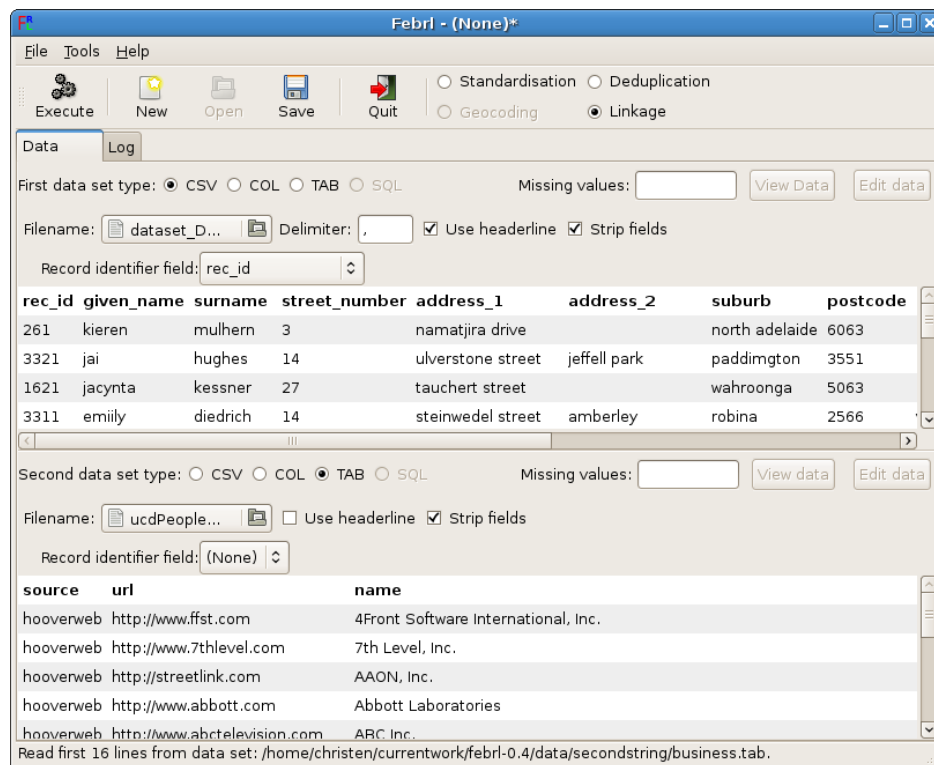 Febrl - (None)*
File Tools Help
Execute New Open Save Quit Standardisation Deduplication Geocoding Linkage
Data Log
First data set type: CSV COL TAB SQL Missing values: View Data Edit data
Filename: dataset_D... Delimiter: , Use headerline Strip fields
Record identifier field: rec_id
rec_id given_name surname street_number address_1 address_2 suburb postcode
261 kieren mulhern 3 namatjira drive north adelaide 6063
3321 jai hughes 14 ulverstone street jeffell park paddimgton 3551
1621 jacynta kessner 27 tauchert street wahroonga 5063
3311 emiily diedrich 14 steinwedel street amberley robina 2566
Second data set type: CSV COL TAB SQL Missing values: View data Edit data
Filename: ucdPeople... Use headerline Strip fields
Record identifier field: (None)
source url name
hooverweb http://www.ffst.com 4Front Software International, Inc.
hooverweb http://www.7thlevel.com 7th Level, Inc.
hooverweb http://streetlink.com AAON, Inc.
hooverweb http://www.abbott.com Abbott Laboratories
hooverweb http://www.abctelevision.com ABC Inc.
Read first 16 lines from data set: /home/christen/currentwork/febrl-0.4/data/secondstring/business.tab.